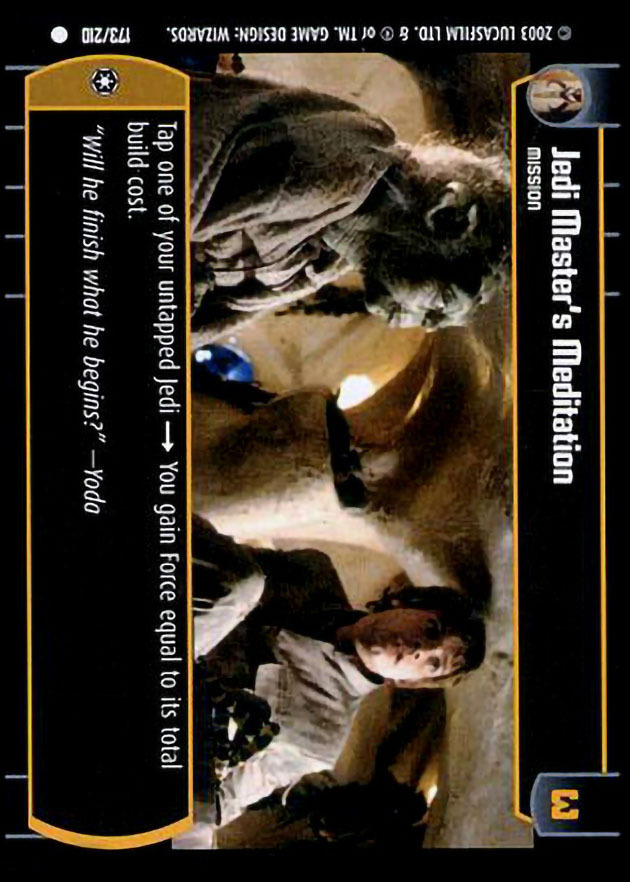 Jedi Master's Meditation
3
MISSION
Tap one of your untapped Jedi → You gain Force equal to its total
build cost.
"Will he finish what he begins?" —Yoda
© 2003 LUCASFILM LTD. & ® or TM. GAME DESIGN: WIZARDS.
173/210